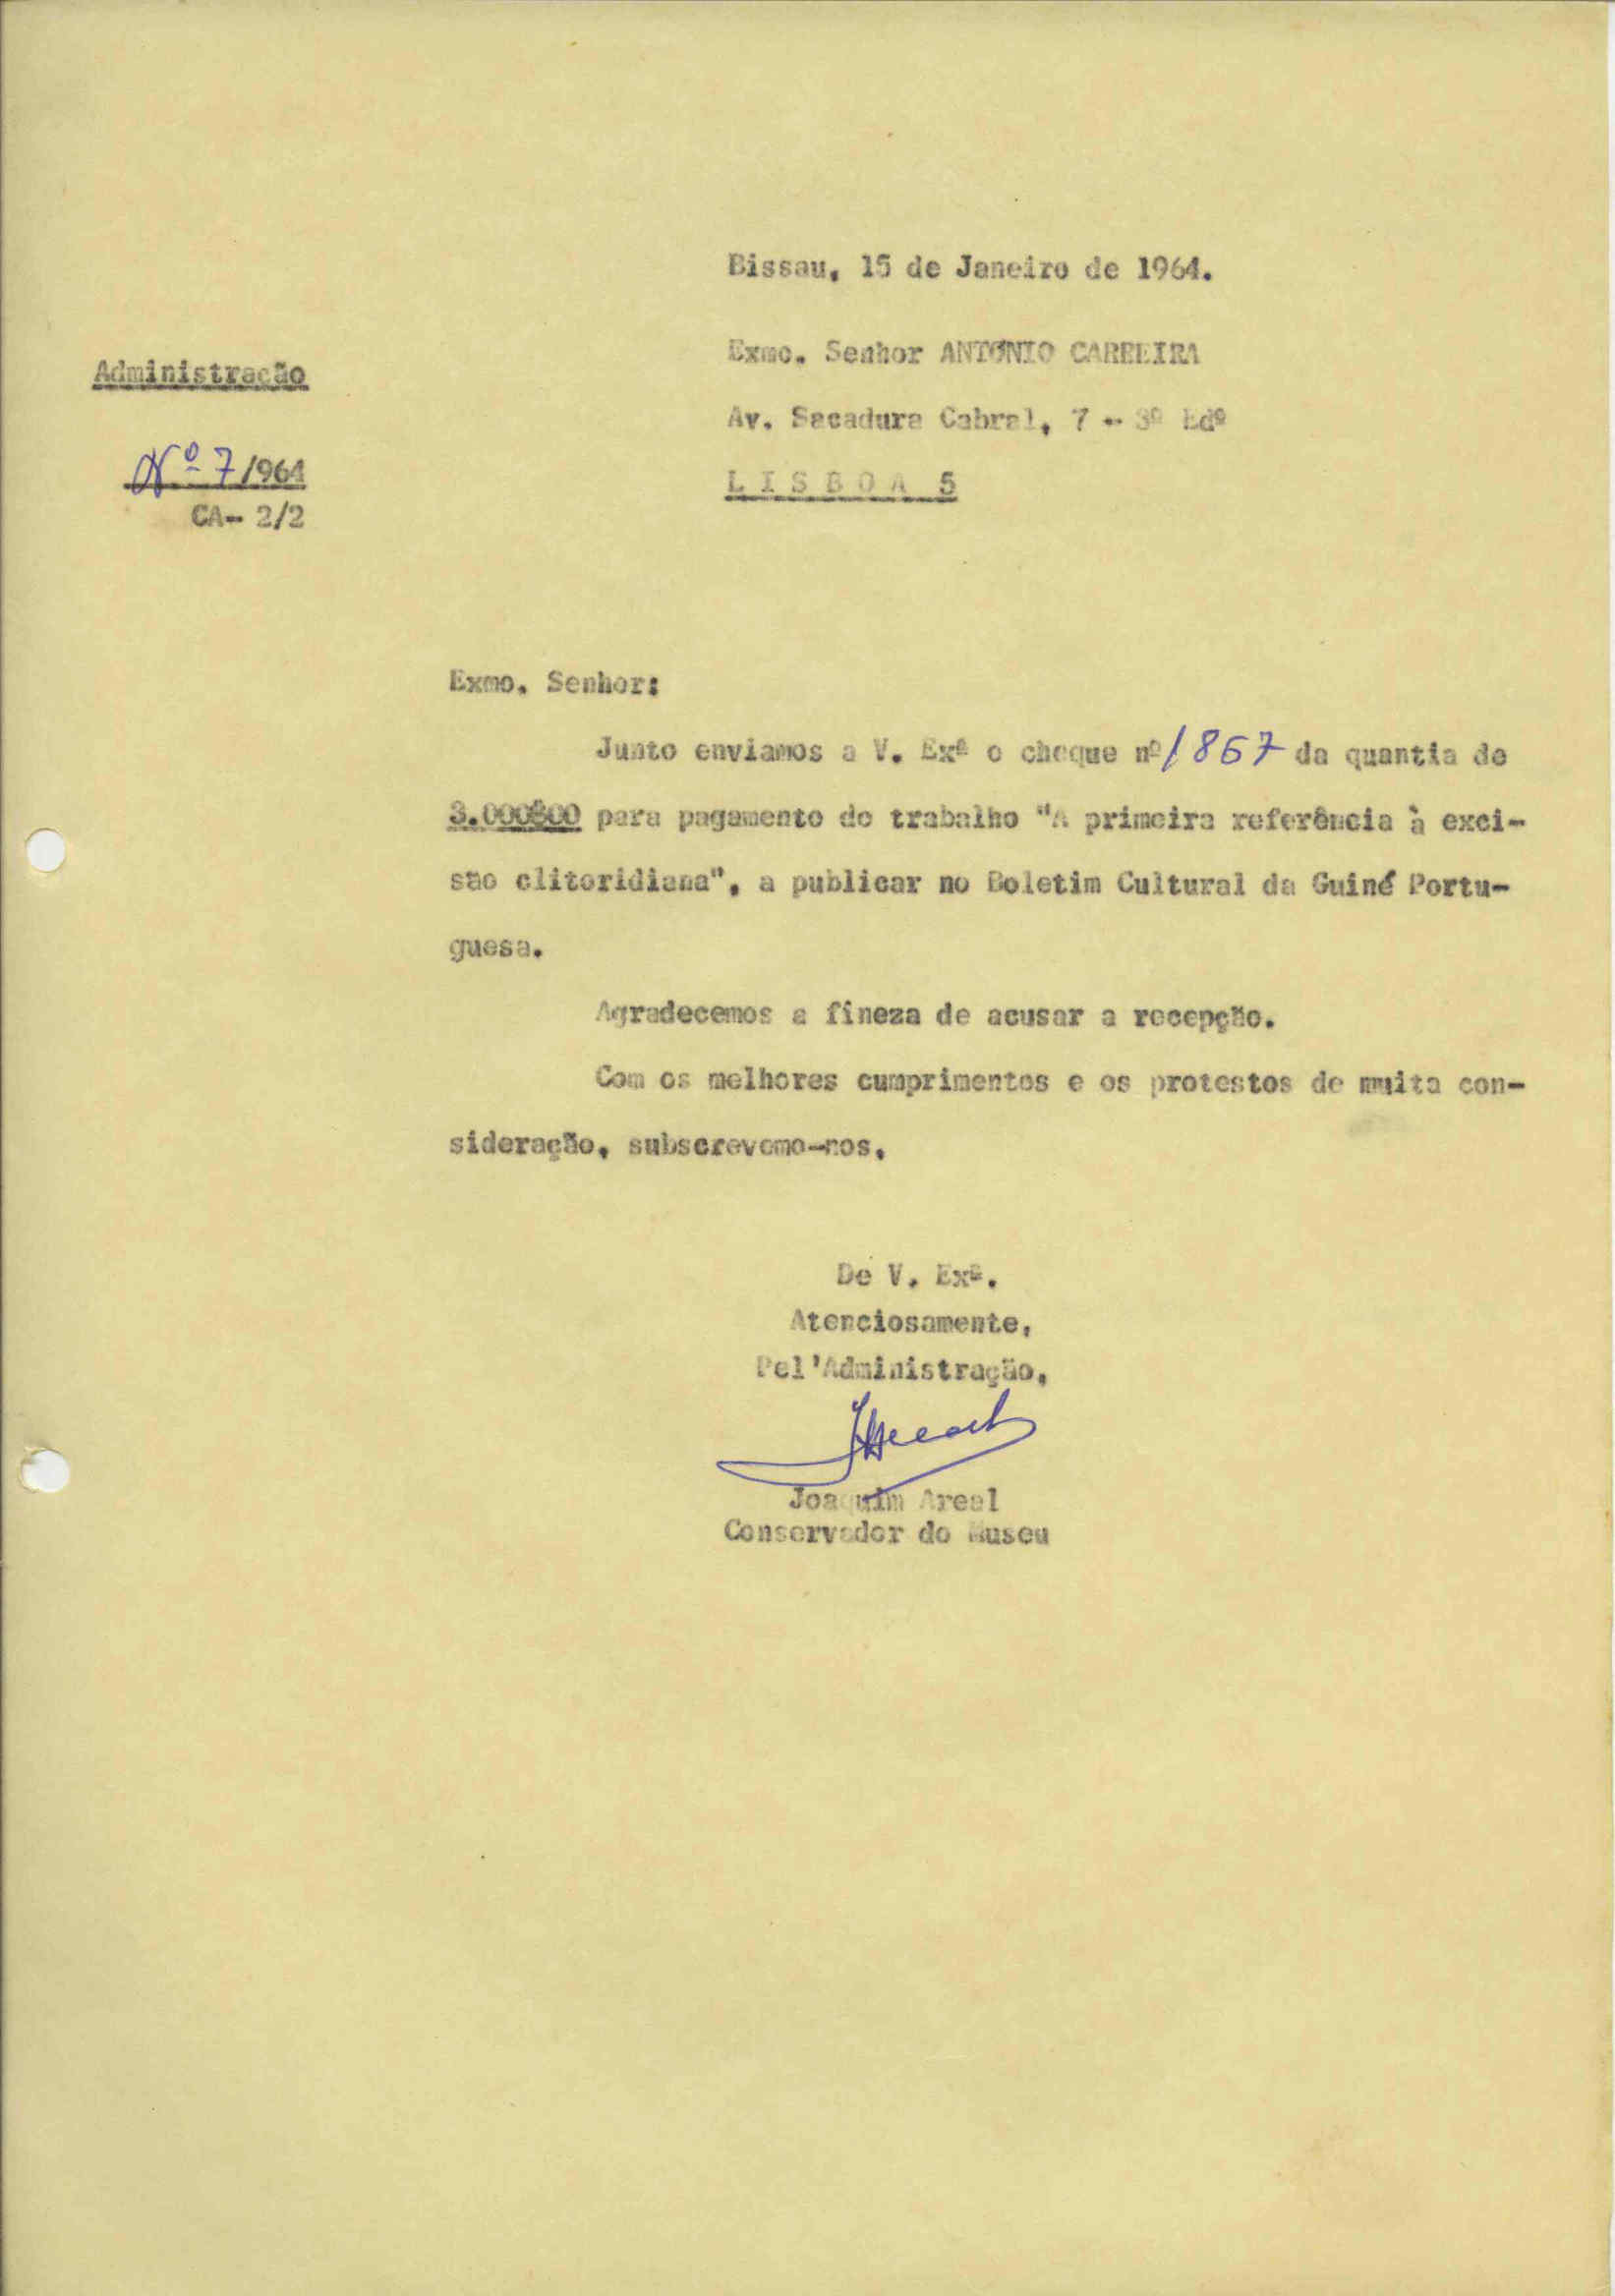 Bissau, 15 de Janeiro de 1964.
Exmo. Senhor ANTÓNIO CARREIRA
Administração
Av. Sacadura Cabral, 7 - 3º Edº
Nº 7/964
LISBOA 5
CA- 2/2
Exmo. Senhor:
Junto enviamos a V. Exª o cheque nº 1867 da quantia de
3.000$00 para pagamento do trabalho "A primeira referência à exci-
são clitoridiana", a publicar no Boletim Cultural da Guiné Portu-
guesa.
Agradecemos a fineza de acusar a recepção.
Com os melhores cumprimentos e os protestos de muita con-
sideração, subscrevemo-nos,
De V. Exª.
Atenciosamente,
Pel'Administração,
Joaquim Areal
Conservador do Museu